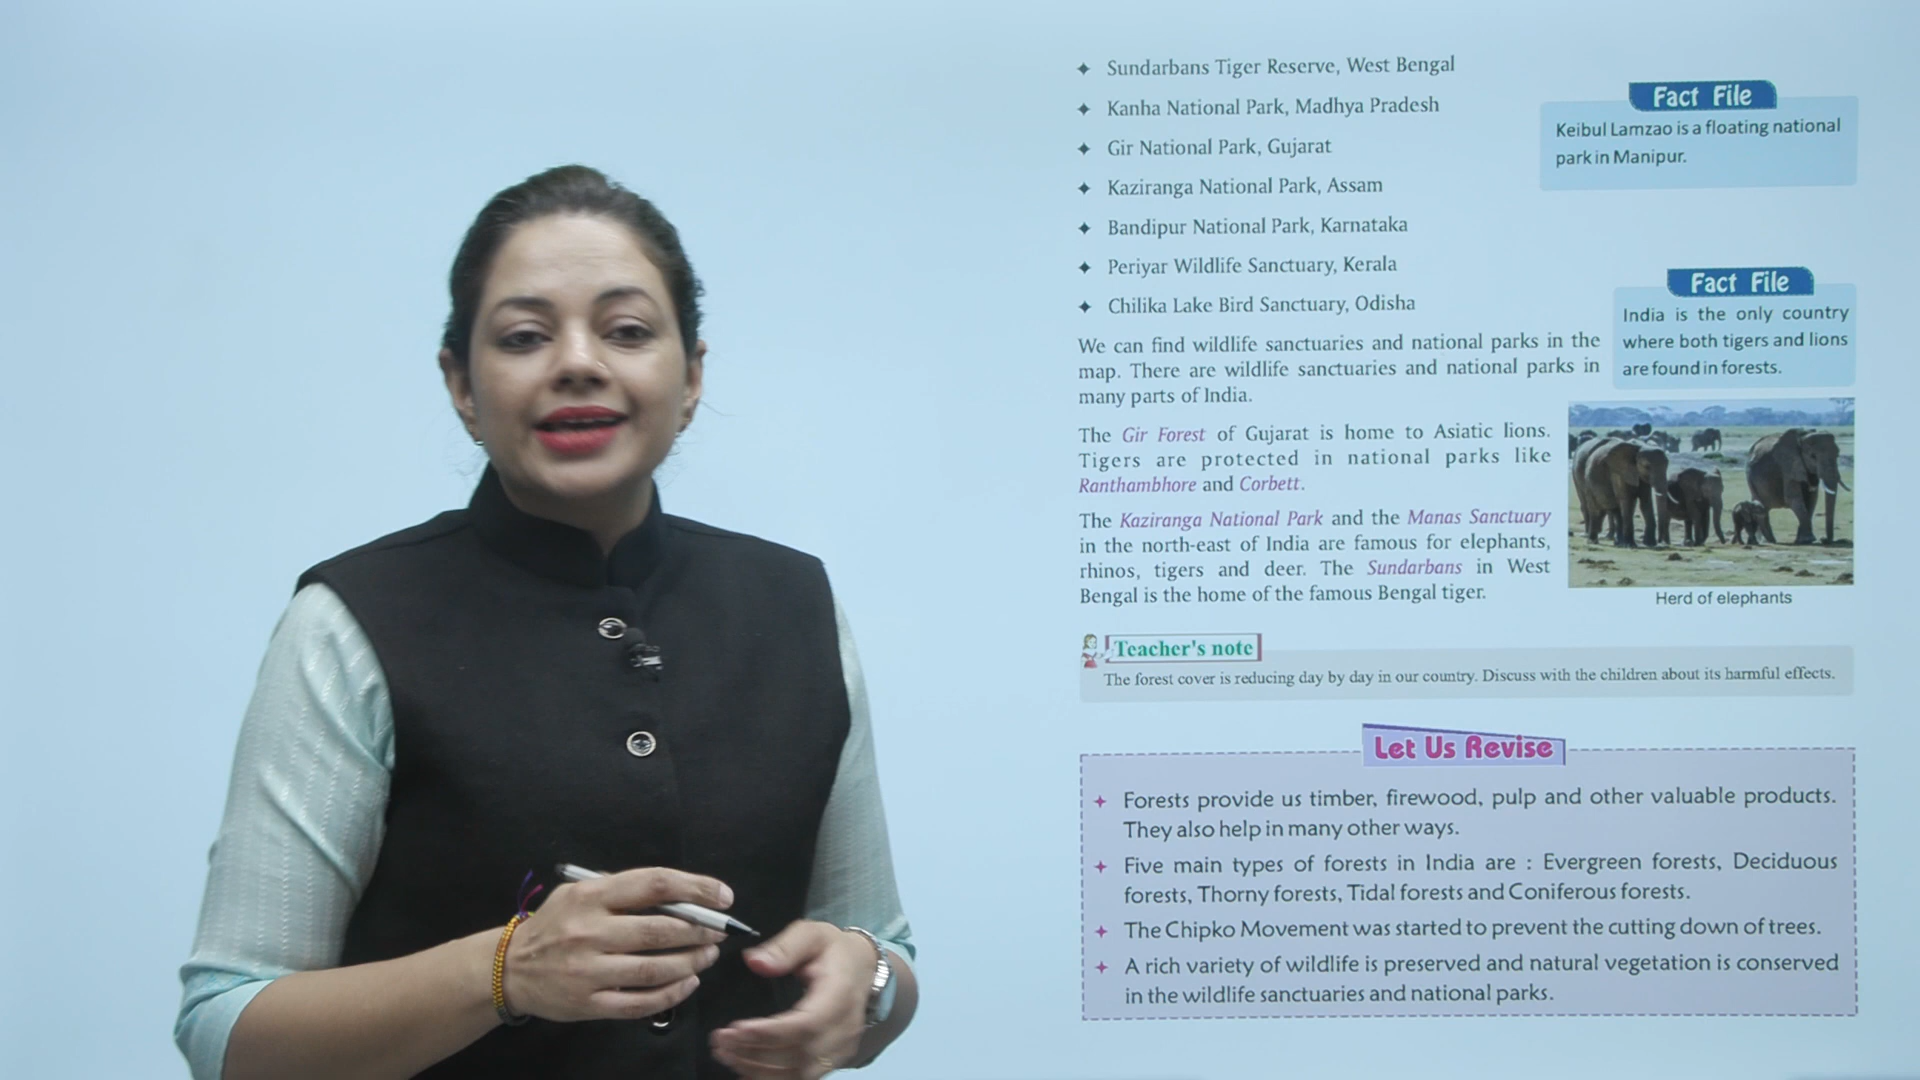 ✦ Sundarbans Tiger Reserve, West Bengal
✦ Kanha National Park, Madhya Pradesh
✦ Gir National Park, Gujarat
✦ Kaziranga National Park, Assam
✦ Bandipur National Park, Karnataka
✦ Periyar Wildlife Sanctuary, Kerala
✦ Chilika Lake Bird Sanctuary, Odisha
Fact File
Keibul Lamzao is a floating national
park in Manipur.
Fact File
India is the only country
where both tigers and lions
are found in forests.
We can find wildlife sanctuaries and national parks in the
map. There are wildlife sanctuaries and national parks in
many parts of India.
The Gir Forest of Gujarat is home to Asiatic lions.
Tigers are protected in national parks like
Ranthambhore and Corbett.
The Kaziranga National Park and the Manas Sanctuary
in the north-east of India are famous for elephants,
rhinos, tigers and deer. The Sundarbans in West
Bengal is the home of the famous Bengal tiger.
Herd of elephants
Teacher's note
The forest cover is reducing day by day in our country. Discuss with the children about its harmful effects.
Let Us Revise
✦ Forests provide us timber, firewood, pulp and other valuable products.
They also help in many other ways.
✦ Five main types of forests in India are : Evergreen forests, Deciduous
forests, Thorny forests, Tidal forests and Coniferous forests.
✦ The Chipko Movement was started to prevent the cutting down of trees.
✦ A rich variety of wildlife is preserved and natural vegetation is conserved
in the wildlife sanctuaries and national parks.